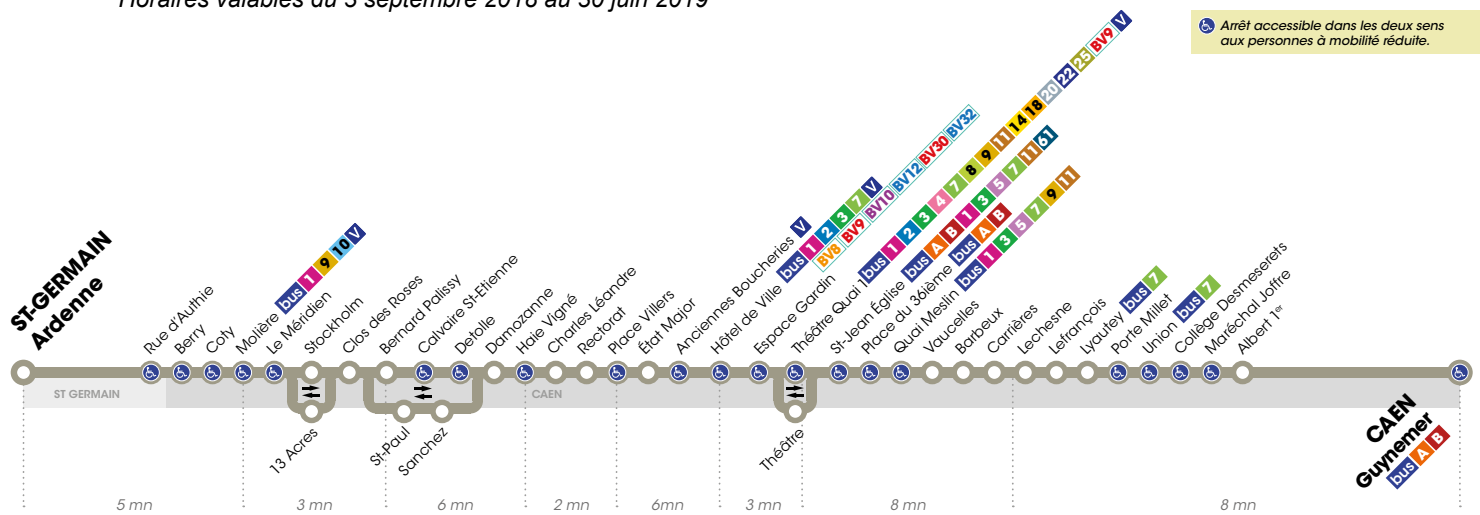 Horaires valables du 3 septembre 2018 au 30 juin 2019
Arrêt accessible dans les deux sens
aux personnes à mobilité réduite.
ST-GERMAIN
Ardenne
Rue d'Authie
Berry
Coty
Molière bus 1 9 10 V
Le Méridien
Stockholm
Clos des Roses
Bernard Palissy
Calvaire St-Etienne
Detolle
Damozanne
Haie Vigné
Charles Léandre
Rectorat
Place Villers
État Major
Anciennes Boucheries V
Hôtel de Ville bus 1 2 3 7 V
BV8 BV9 BV10 BV12 BV30 BV32
Espace Gardin
Théâtre Quai 1 bus 1 2 3 4 7 8 9 11 14 18 20 22 25 BV9 V
St-Jean Église bus A B 1 3 5 7 11 61
Place du 36ième bus A B
Quai Meslin bus 1 3 5 7 9 11
Vaucelles
Barbeux
Carrières
Lechesne
Lefrançois
Lyautey bus 7
Porte Millet
Union bus 7
Collège Desmeserets
Maréchal Joffre
Albert 1er
ST GERMAIN
CAEN
13 Acres
St-Paul
Sanchez
Théâtre
CAEN
Guynemer
bus A B
5 mn
3 mn
6 mn
2 mn
6mn
3 mn
8 mn
8 mn